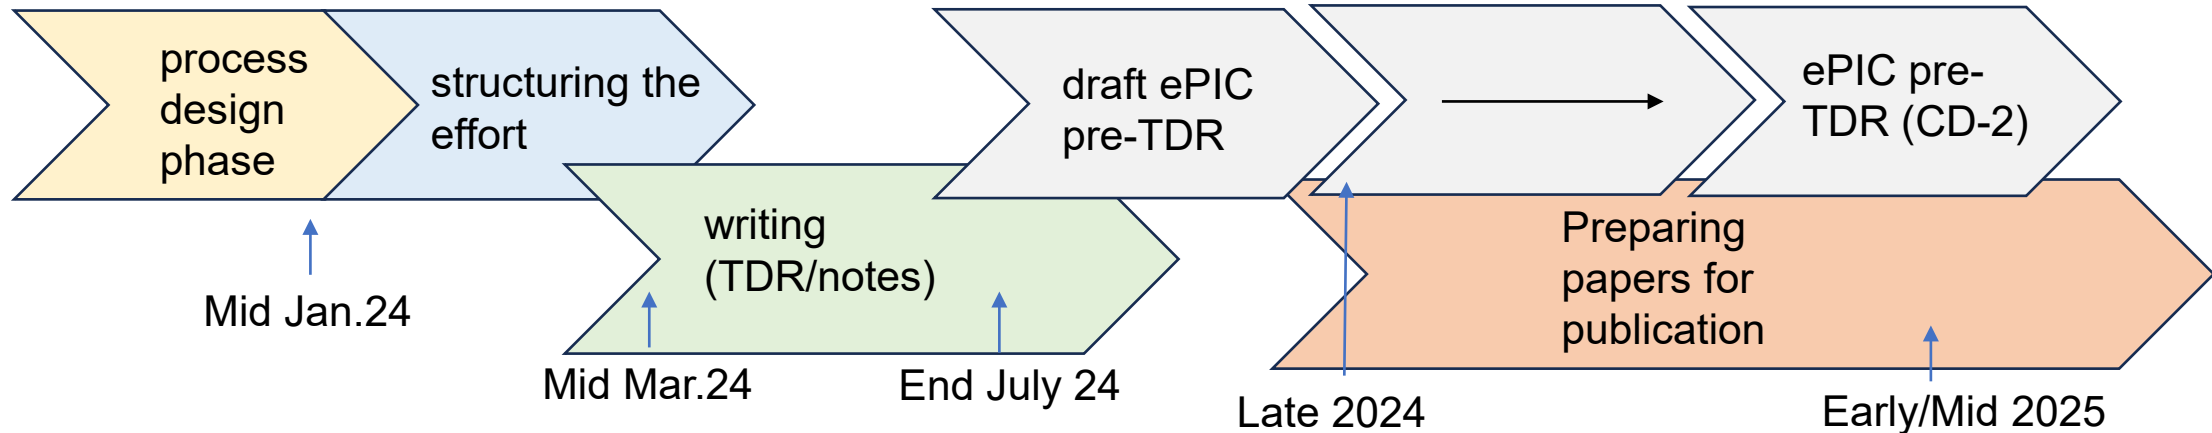 process
design
phase
structuring the
effort
draft ePIC
pre-TDR
ePIC pre-
TDR (CD-2)
writing
(TDR/notes)
Preparing
papers for
publication
Mid Jan.24
Mid Mar.24
End July 24
Late 2024
Early/Mid 2025